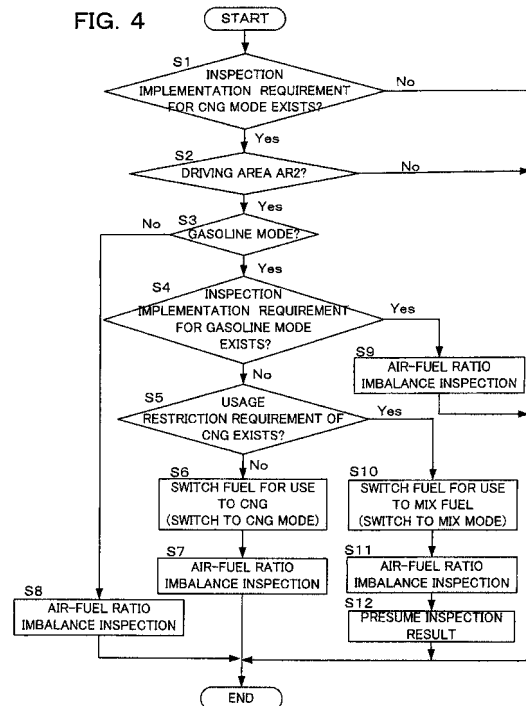 FIG. 4
START
S1
INSPECTION
IMPLEMENTATION REQUIREMENT
FOR CNG MODE EXISTS?
No
Yes
S2
DRIVING AREA AR2?
No
Yes
S3
GASOLINE MODE?
No
Yes
S4
INSPECTION
IMPLEMENTATION REQUIREMENT
FOR GASOLINE MODE
EXISTS?
Yes
No
S9
AIR-FUEL RATIO
IMBALANCE INSPECTION
S5
USAGE
RESTRICTION REQUIREMENT OF
CNG EXISTS?
Yes
No
S6
SWITCH FUEL FOR USE
TO CNG
(SWITCH TO CNG MODE)
S10
SWITCH FUEL FOR USE
TO MIX FUEL
(SWITCH TO MIX MODE)
S7
AIR-FUEL RATIO
IMBALANCE INSPECTION
S11
AIR-FUEL RATIO
IMBALANCE INSPECTION
S8
AIR-FUEL RATIO
IMBALANCE INSPECTION
S12
PRESUME INSPECTION
RESULT
END